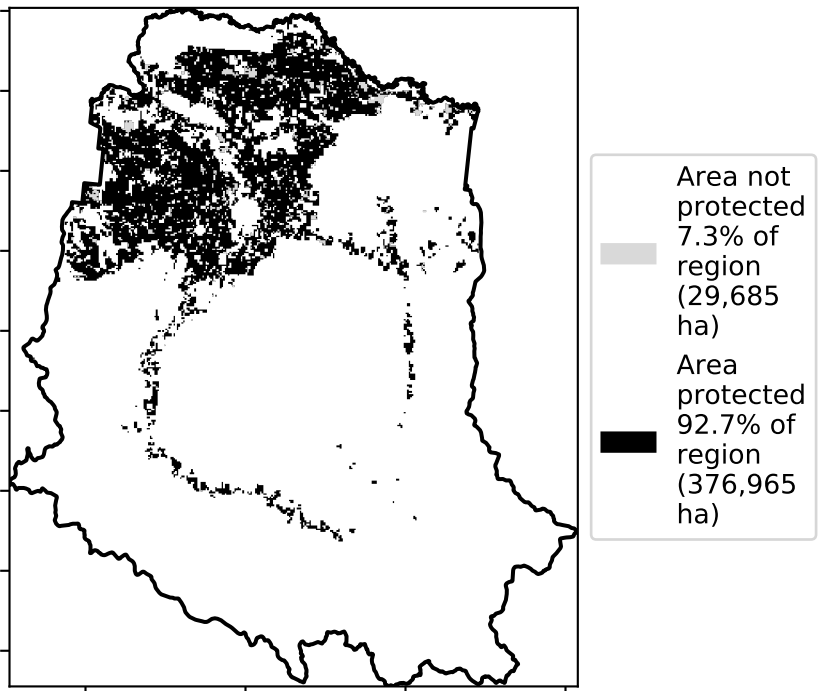 Area not
protected
7.3% of
region
(29,685
ha)
Area
protected
92.7% of
region
(376,965
ha)